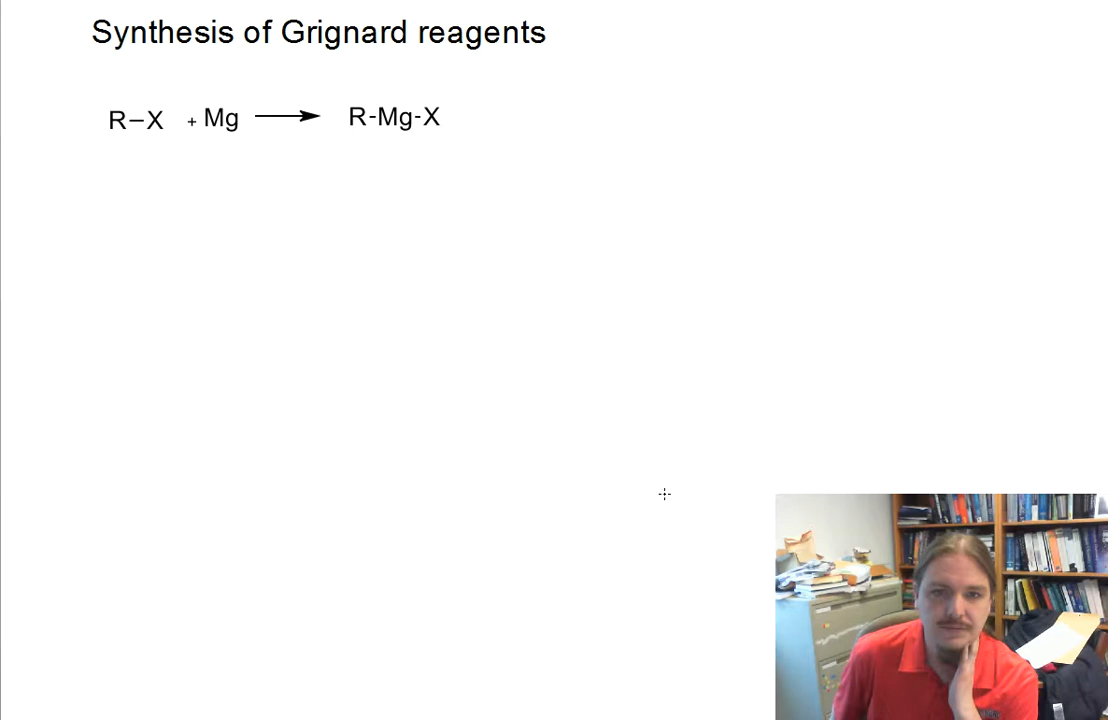 Synthesis of Grignard reagents
R–X + Mg ⟶ R-Mg-X